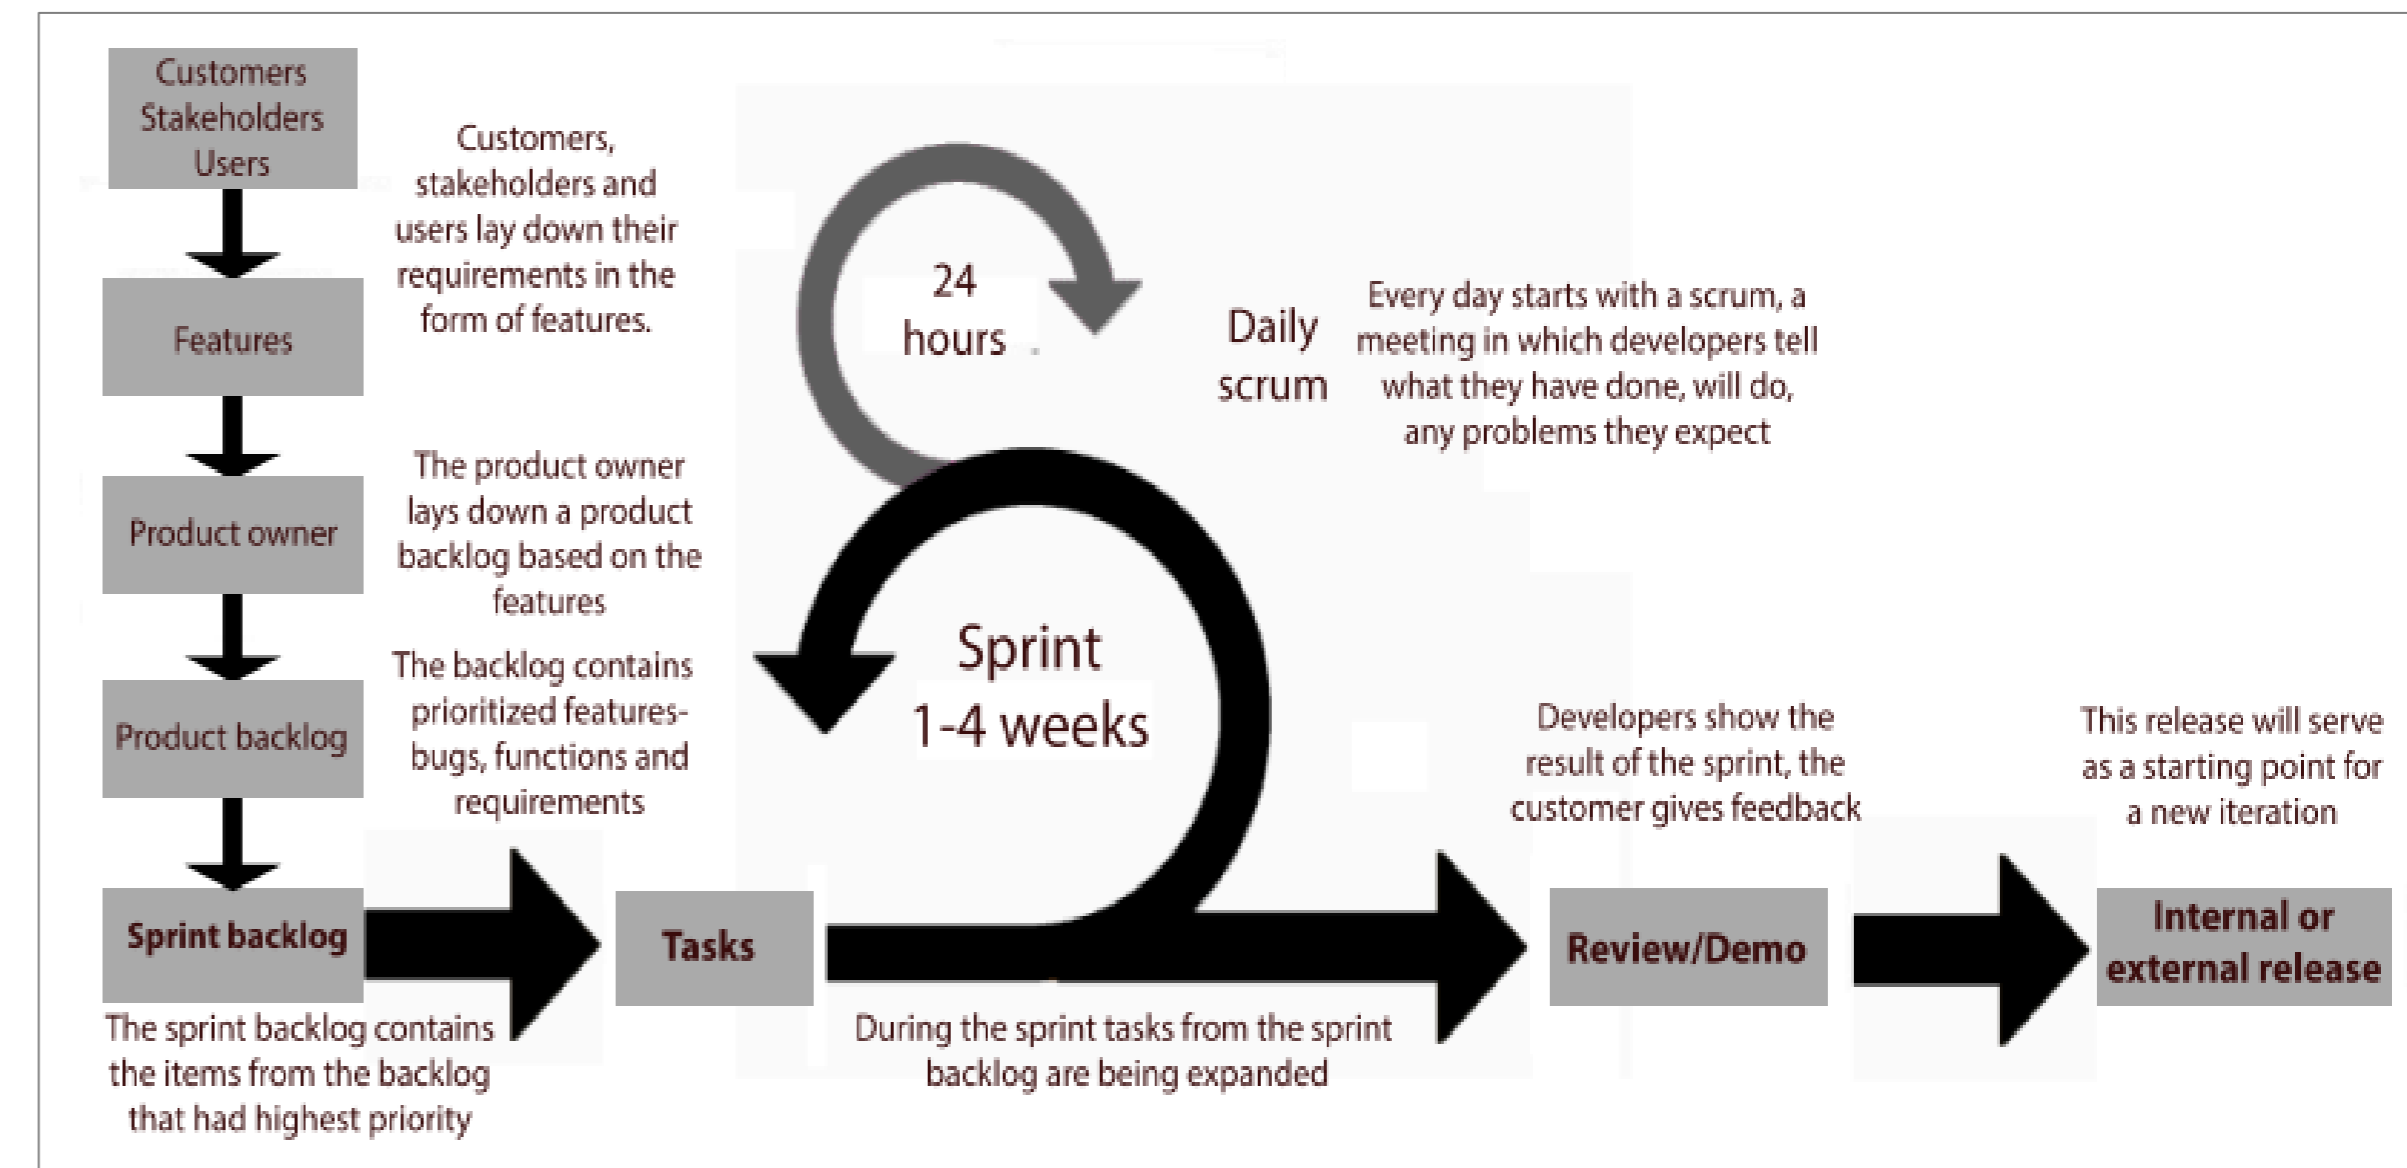 Customers
Stakeholders
Users
Customers,
stakeholders and
users lay down their
requirements in the
form of features.
Features
Product owner
The product owner
lays down a product
backlog based on the
features
Product backlog
The backlog contains
prioritized features-
bugs, functions and
requirements
Sprint backlog
The sprint backlog contains
the items from the backlog
that had highest priority
Tasks
24
hours
Daily
scrum
Every day starts with a scrum, a
meeting in which developers tell
what they have done, will do,
any problems they expect
Sprint
1-4 weeks
During the sprint tasks from the sprint
backlog are being expanded
Developers show the
result of the sprint, the
customer gives feedback
Review/Demo
This release will serve
as a starting point for
a new iteration
Internal or
external release